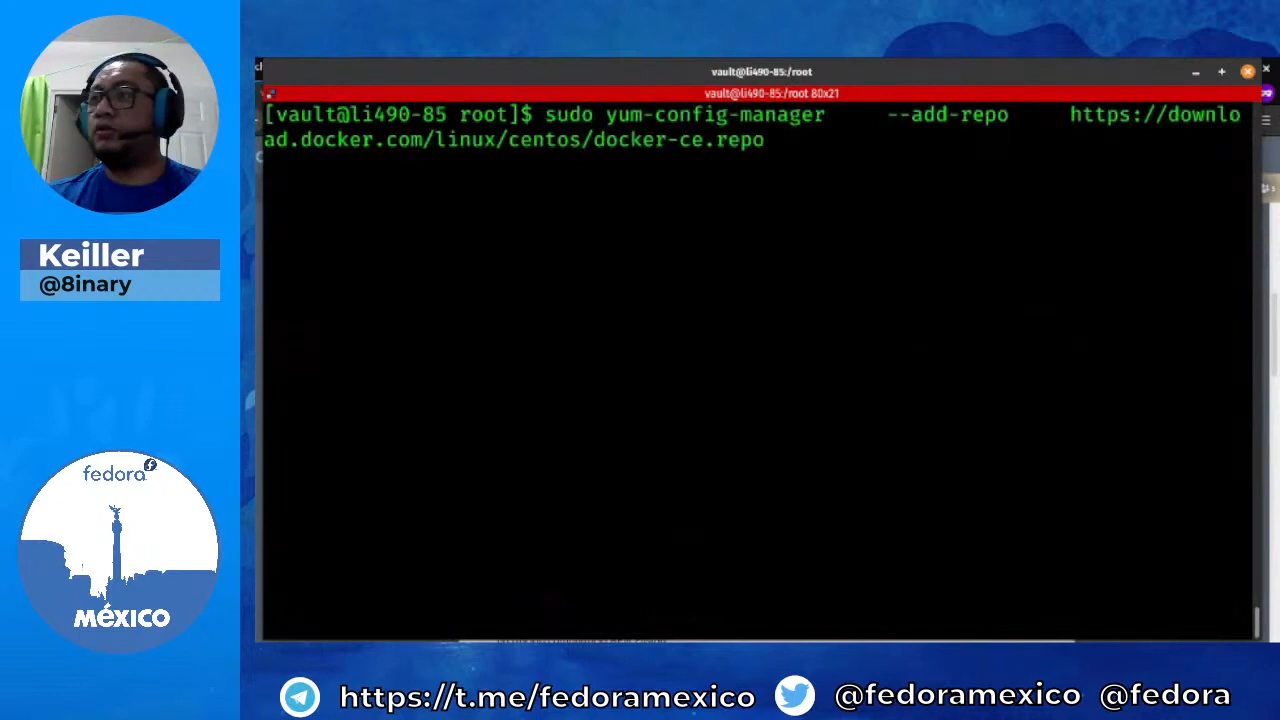 vault@li490-85:/root
vault@li490-85:/root 80x21
[vault@li490-85 root]$ sudo yum-config-manager     --add-repo     https://downlo
ad.docker.com/linux/centos/docker-ce.repo
Keiller
@8inary
fedora
MÉXICO
https://t.me/fedoramexico
@fedoramexico @fedora